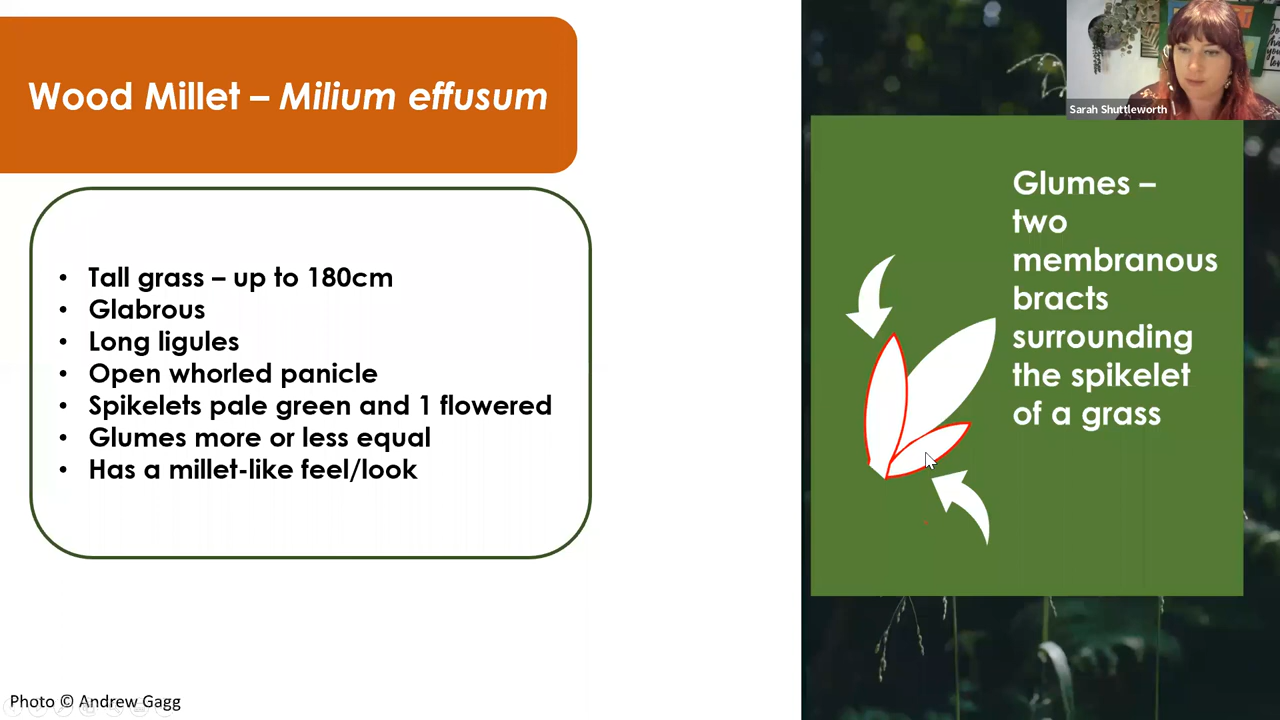 Wood Millet – Milium effusum
• Tall grass – up to 180cm
• Glabrous
• Long ligules
• Open whorled panicle
• Spikelets pale green and 1 flowered
• Glumes more or less equal
• Has a millet-like feel/look
Photo © Andrew Gagg
Sarah Shuttleworth
Glumes –
two
membranous
bracts
surrounding
the spikelet
of a grass